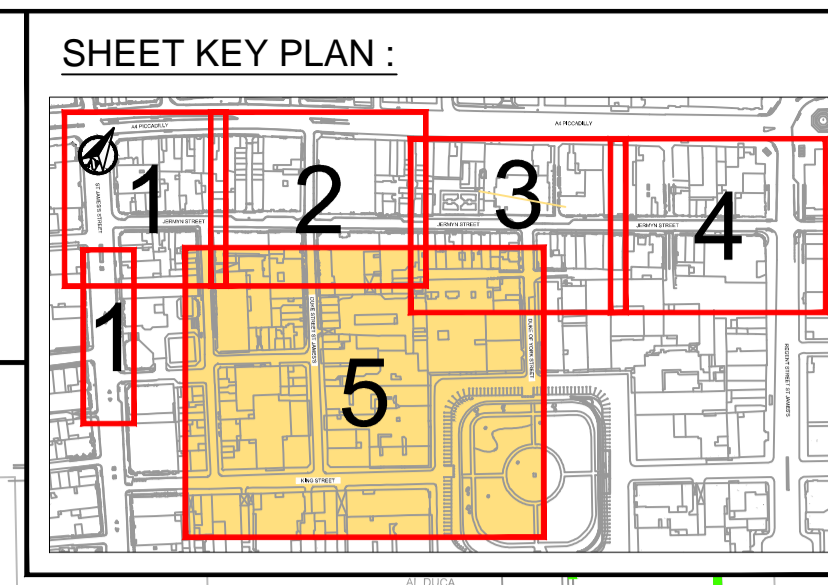 SHEET KEY PLAN :
A4 PICCADILLY
A4 PICCADILLY
1
2
3
4
ST JAMES'S STREET
JERMYN STREET
JERMYN STREET
JERMYN STREET
1
5
DUKE STREET ST JAMES'S
DUKE OF YORK STREET
REGENT STREET ST JAMES'S
KING STREET
AL DUCA